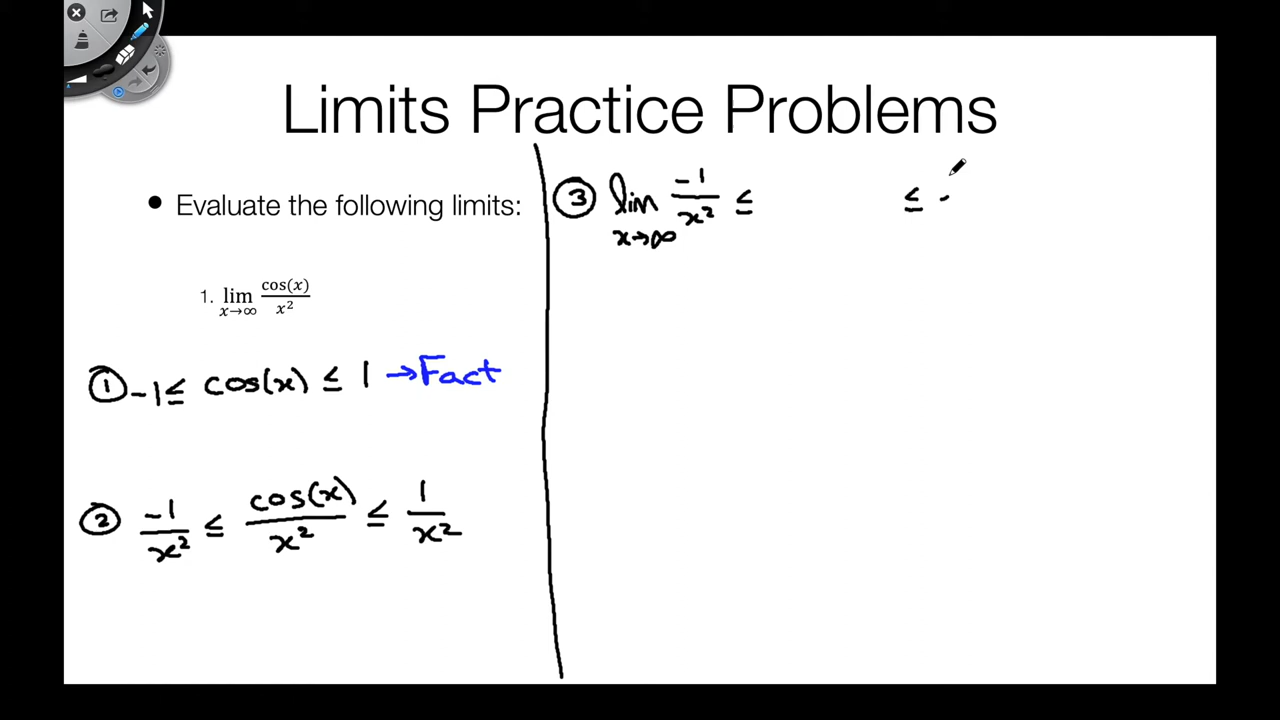 Limits Practice Problems
• Evaluate the following limits:
1. lim x→∞ cos(x)/x²
① -1 ≤ cos(x) ≤ 1 → Fact
② -1/x² ≤ cos(x)/x² ≤ 1/x²
③ lim x→∞ -1/x² ≤ ≤ -